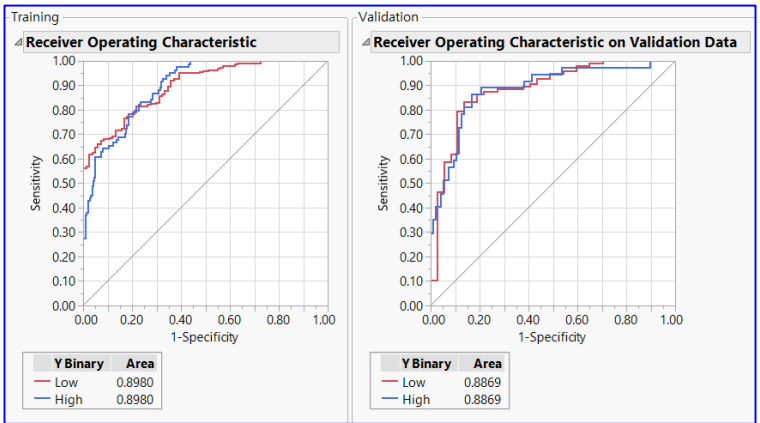 Training
Receiver Operating Characteristic
1.00
0.90
0.80
0.70
0.60
0.50
0.40
0.30
0.20
0.10
0.00
Sensitivity
0.00 0.20 0.40 0.60 0.80 1.00
1-Specificity
Y Binary Area
Low 0.8980
High 0.8980
Validation
Receiver Operating Characteristic on Validation Data
1.00
0.90
0.80
0.70
0.60
0.50
0.40
0.30
0.20
0.10
0.00
Sensitivity
0.00 0.20 0.40 0.60 0.80 1.00
1-Specificity
Y Binary Area
Low 0.8869
High 0.8869